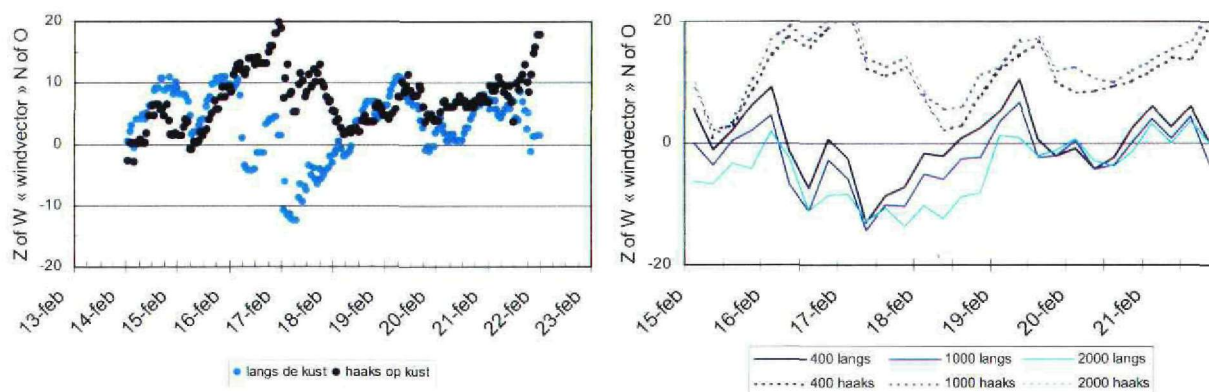 Z of W « windvector » N of O
20
10
0
-10
-20
13-feb
14-feb
15-feb
16-feb
17-feb
18-feb
19-feb
20-feb
21-feb
22-feb
23-feb
langs de kust
haaks op kust
Z of W « windvector » N of O
20
0
-20
15-feb
16-feb
17-feb
18-feb
19-feb
20-feb
21-feb
400 langs
1000 langs
2000 langs
400 haaks
1000 haaks
2000 haaks